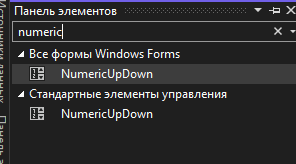 Панель элементов
numeric
Все формы Windows Forms
NumericUpDown
Стандартные элементы управления
NumericUpDown